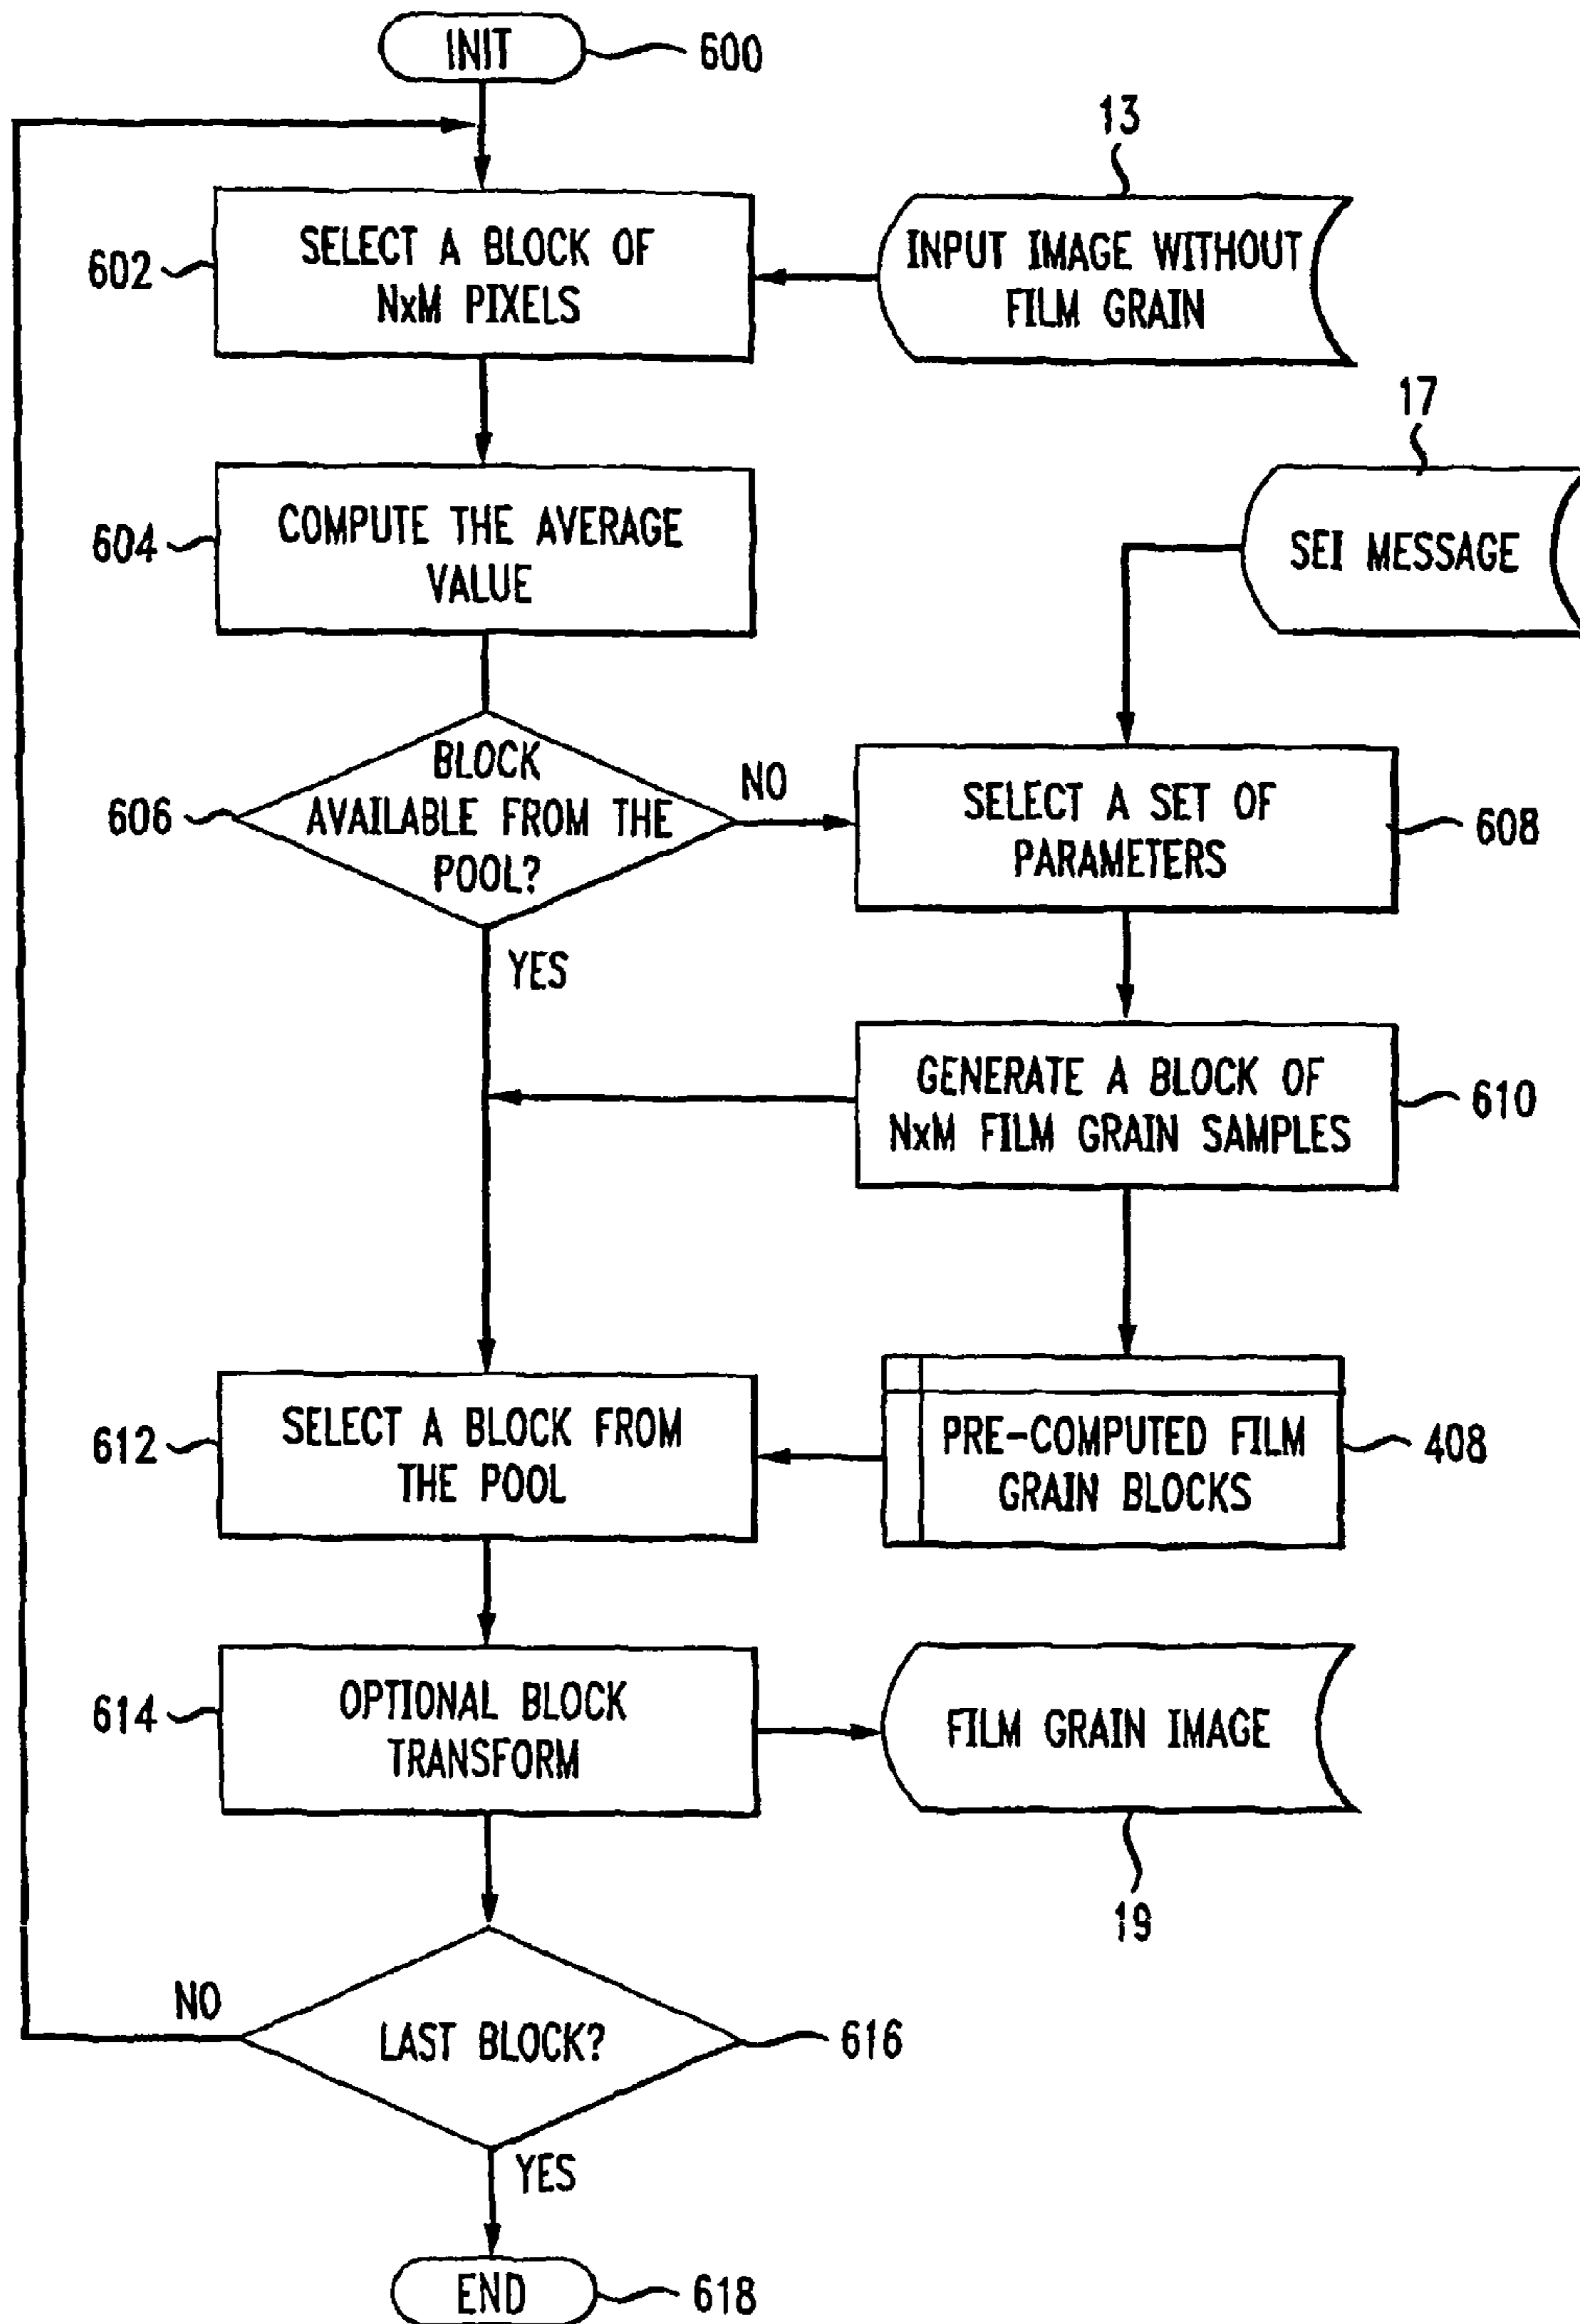 INIT
600
13
602
SELECT A BLOCK OF
NxM PIXELS
INPUT IMAGE WITHOUT
FILM GRAIN
17
604
COMPUTE THE AVERAGE
VALUE
SEI MESSAGE
606
BLOCK
AVAILABLE FROM THE
POOL?
NO
SELECT A SET OF
PARAMETERS
608
YES
GENERATE A BLOCK OF
NxM FILM GRAIN SAMPLES
610
612
SELECT A BLOCK FROM
THE POOL
PRE-COMPUTED FILM
GRAIN BLOCKS
408
614
OPTIONAL BLOCK
TRANSFORM
FILM GRAIN IMAGE
19
NO
LAST BLOCK?
616
YES
END
618